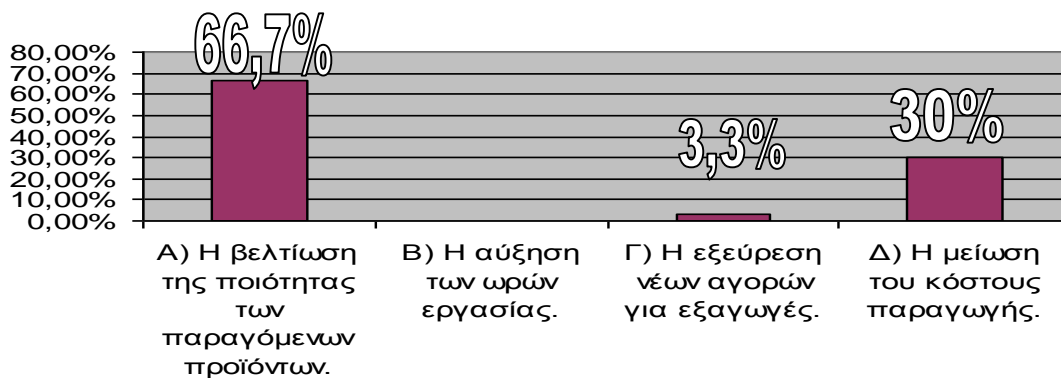 66,7%
80,00%
70,00%
60,00%
50,00%
40,00%
30,00%
20,00%
10,00%
0,00%
3,3%
30%
Α) Η βελτίωση
της ποιότητας
των
παραγόμενων
προϊόντων.
Β) Η αύξηση
των ωρών
εργασίας.
Γ) Η εξεύρεση
νέων αγορών
για εξαγωγές.
Δ) Η μείωση
του κόστους
παραγωγής.